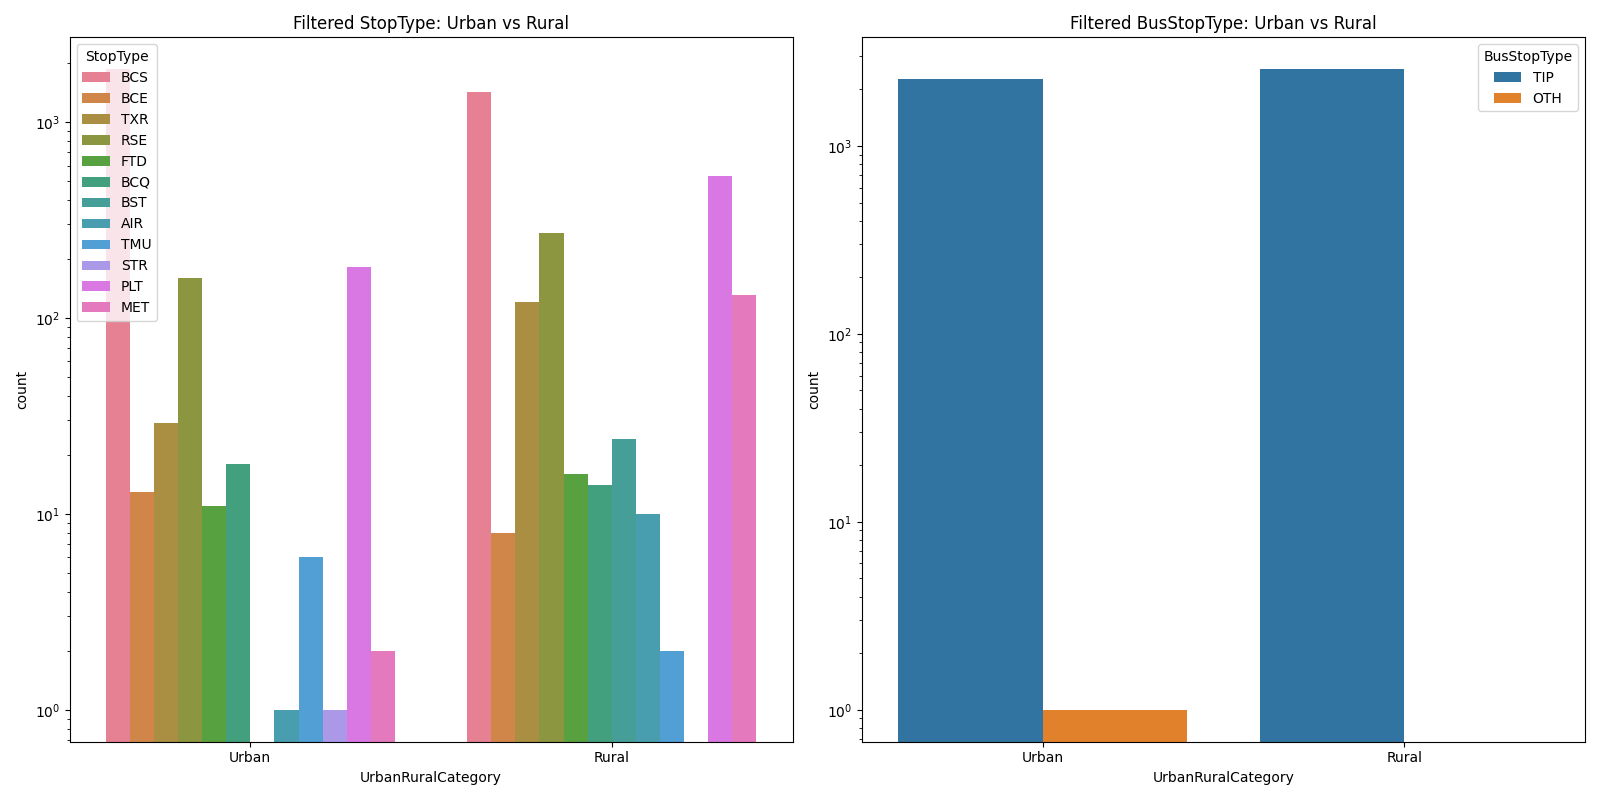 Filtered StopType: Urban vs Rural
StopType
BCS
BCE
TXR
RSE
FTD
BCQ
BST
AIR
TMU
STR
PLT
MET
10³
10²
10¹
10⁰
count
Urban
Rural
UrbanRuralCategory
Filtered BusStopType: Urban vs Rural
BusStopType
TIP
OTH
10³
10²
10¹
10⁰
count
Urban
Rural
UrbanRuralCategory